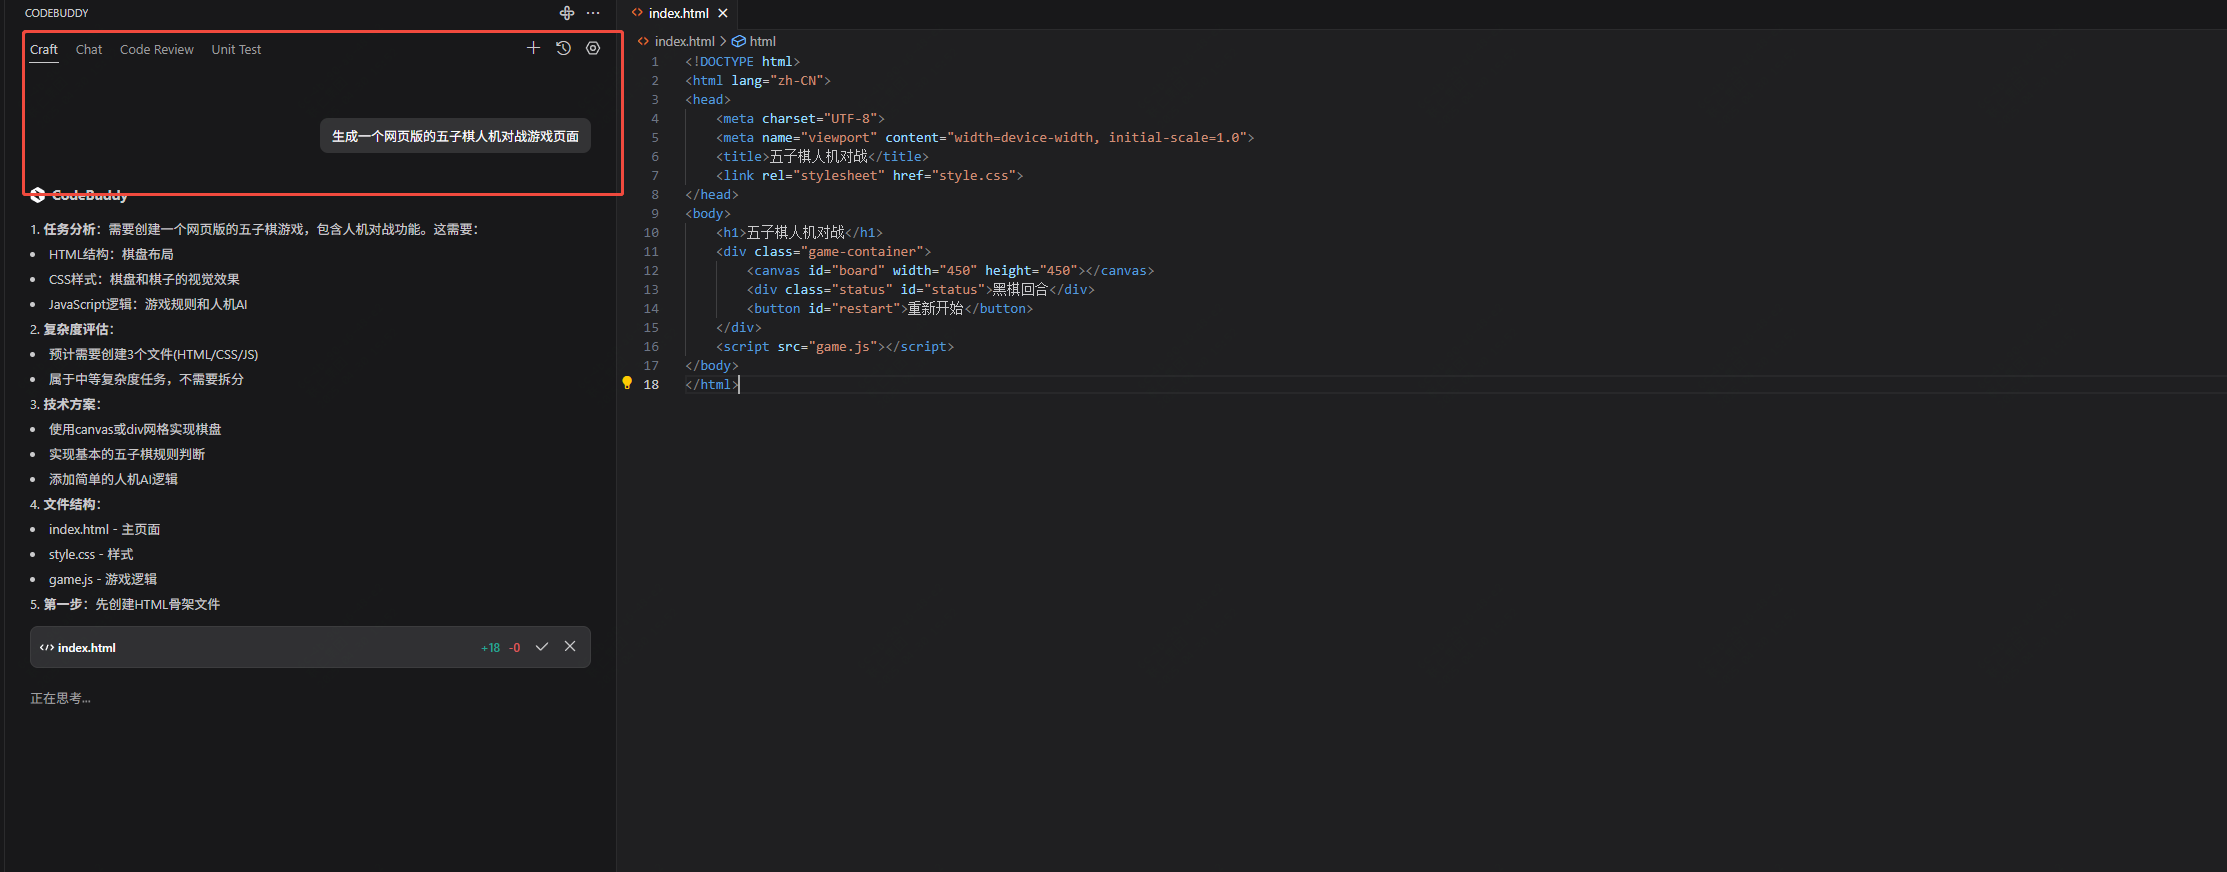 CODEBUDDY
Craft Chat Code Review Unit Test
生成一个网页版的五子棋人机对战游戏页面
CodeBuddy
1. 任务分析：需要创建一个网页版的五子棋游戏，包含人机对战功能。这需要：
• HTML结构：棋盘布局
• CSS样式：棋盘和棋子的视觉效果
• JavaScript逻辑：游戏规则和人机AI
2. 复杂度评估：
• 预计需要创建3个文件(HTML/CSS/JS)
• 属于中等复杂度任务，不需要拆分
3. 技术方案：
• 使用canvas或div网格实现棋盘
• 实现基本的五子棋规则判断
• 添加简单的人机AI逻辑
4. 文件结构：
• index.html - 主页面
• style.css - 样式
• game.js - 游戏逻辑
5. 第一步：先创建HTML骨架文件
index.html +18 -0
正在思考...
index.html
index.html > html
1 <!DOCTYPE html>
2 <html lang="zh-CN">
3 <head>
4 <meta charset="UTF-8">
5 <meta name="viewport" content="width=device-width, initial-scale=1.0">
6 <title>五子棋人机对战</title>
7 <link rel="stylesheet" href="style.css">
8 </head>
9 <body>
10 <h1>五子棋人机对战</h1>
11 <div class="game-container">
12 <canvas id="board" width="450" height="450"></canvas>
13 <div class="status" id="status">黑棋回合</div>
14 <button id="restart">重新开始</button>
15 </div>
16 <script src="game.js"></script>
17 </body>
18 </html>